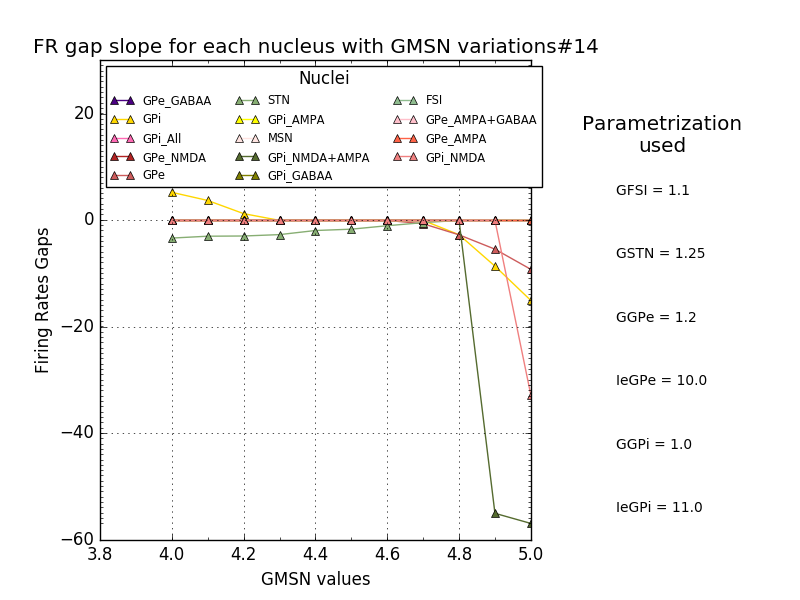 FR gap slope for each nucleus with GMSN variations#14
Nuclei
GPe_GABAA STN FSI
GPi GPi_AMPA GPe_AMPA+GABAA
GPi_All MSN GPe_AMPA
GPe_NMDA GPi_NMDA+AMPA GPi_NMDA
GPe GPi_GABAA
20
0
−20
−40
−60
Firing Rates Gaps
3.8 4.0 4.2 4.4 4.6 4.8 5.0
GMSN values
Parametrization
used
GFSI = 1.1
GSTN = 1.25
GGPe = 1.2
IeGPe = 10.0
GGPi = 1.0
IeGPi = 11.0